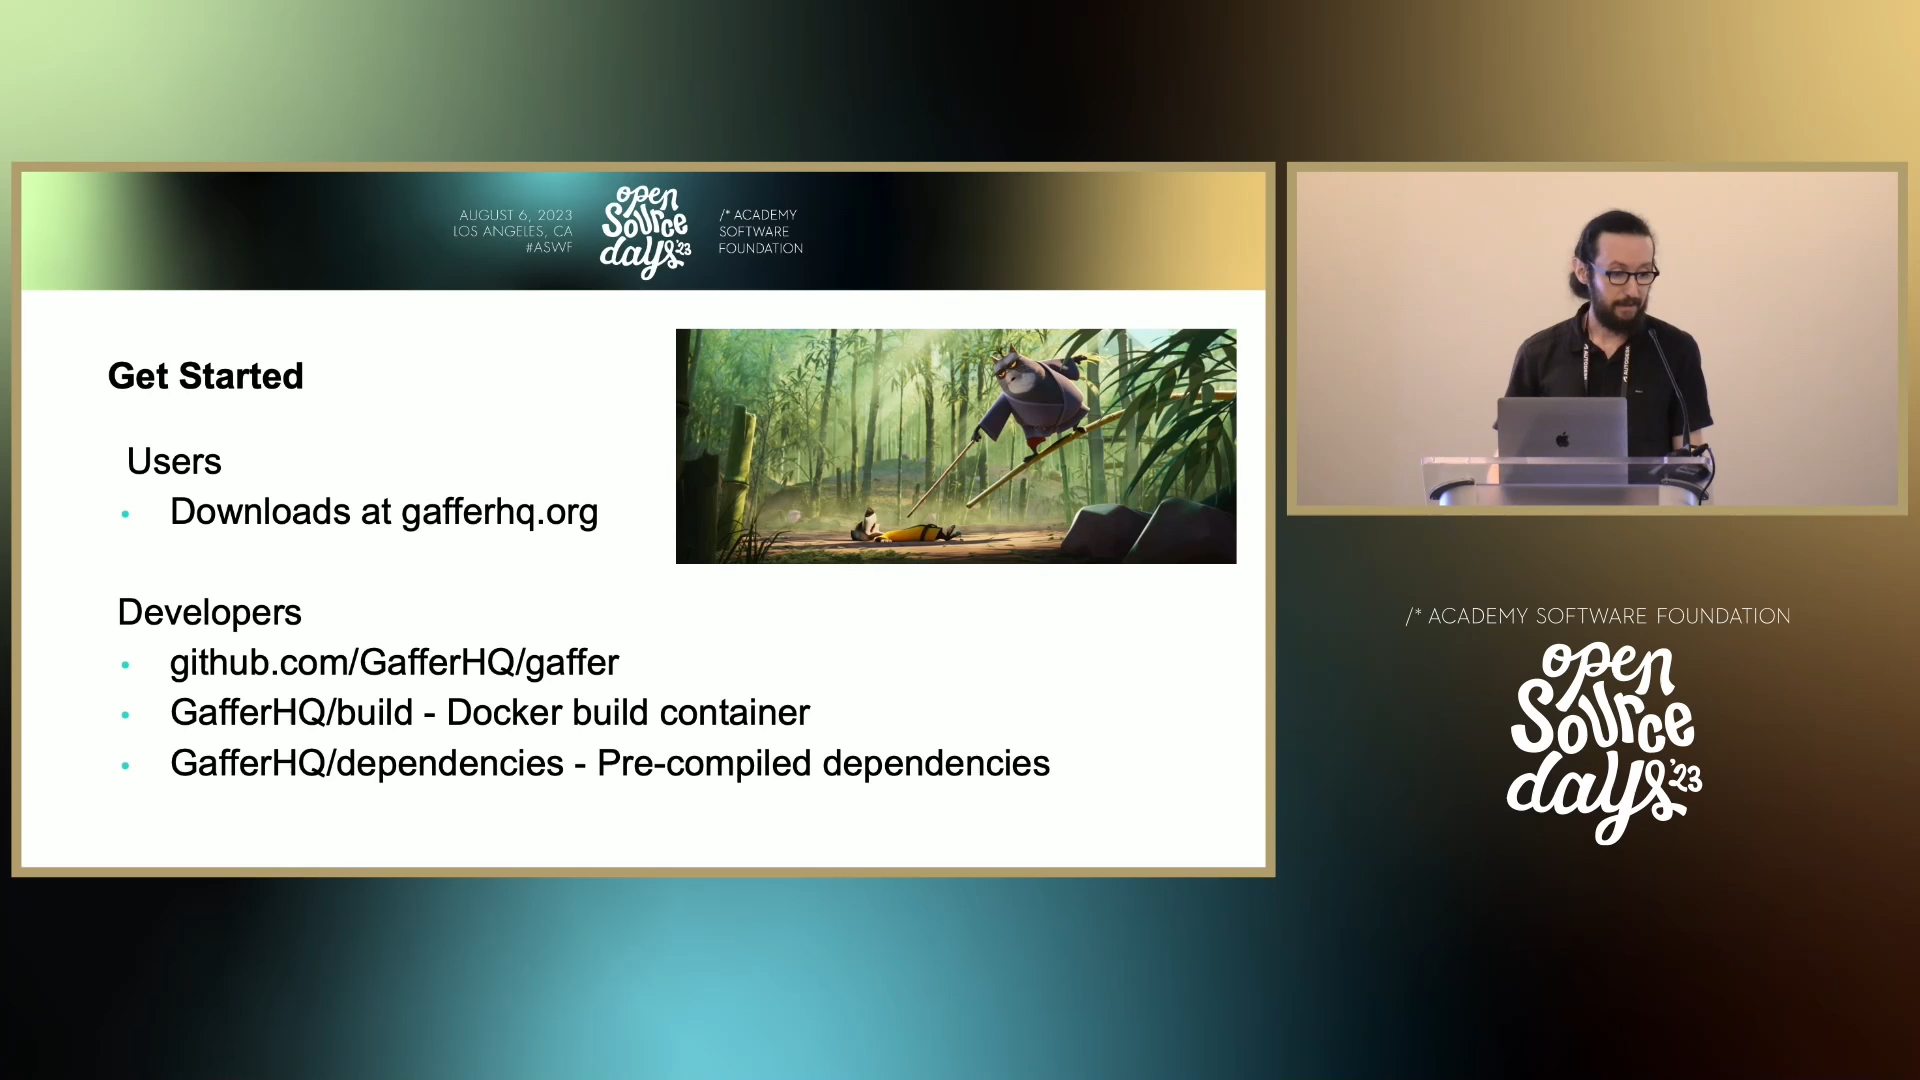 AUGUST 6, 2023
LOS ANGELES, CA
#ASWF
open
Source
days'23
/* ACADEMY
SOFTWARE
FOUNDATION
Get Started
Users
• Downloads at gafferhq.org
Developers
• github.com/GafferHQ/gaffer
• GafferHQ/build - Docker build container
• GafferHQ/dependencies - Pre-compiled dependencies
AUTODESK
/* ACADEMY SOFTWARE FOUNDATION
open
Source
days'23